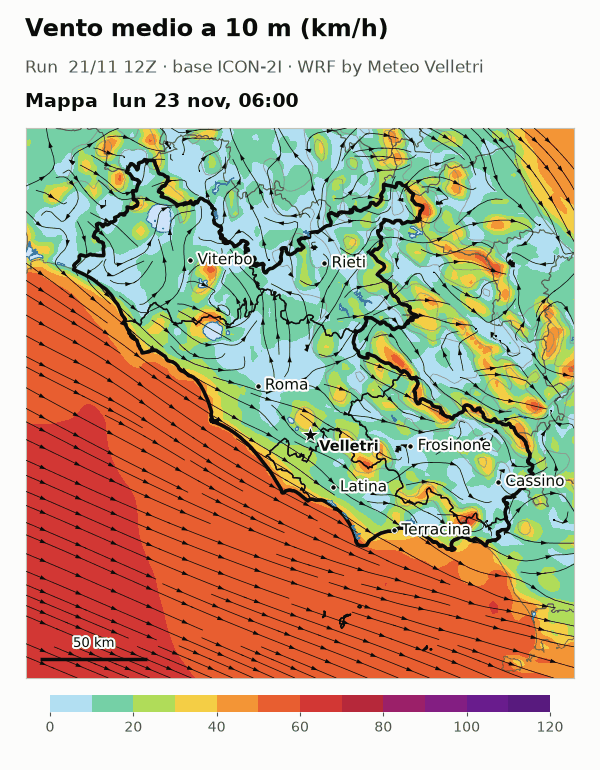 Vento medio a 10 m (km/h)
Run  21/11 12Z · base ICON-2I · WRF by Meteo Velletri
Mappa  lun 23 nov, 06:00
Viterbo
Rieti
Roma
Velletri
Frosinone
Cassino
Latina
Terracina
50 km
0 20 40 60 80 100 120